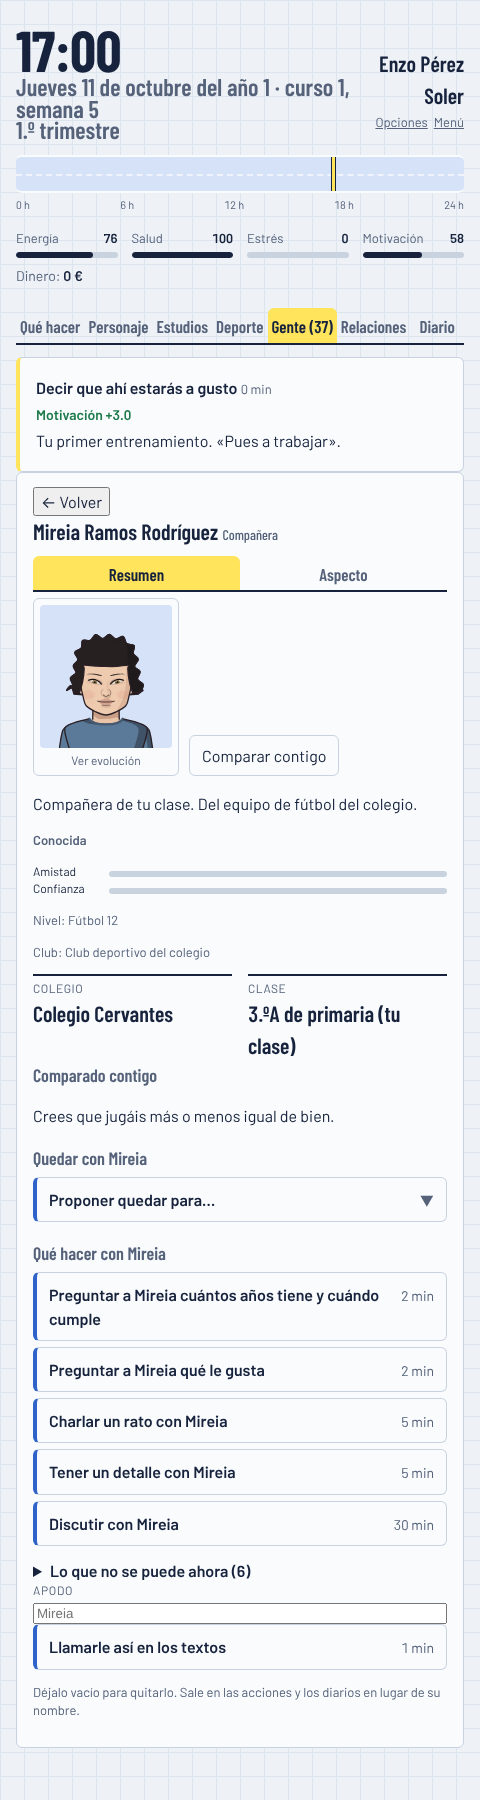 17:00
Jueves 11 de octubre del año 1 · curso 1,
semana 5
1.º trimestre
Enzo Pérez
Soler
Opciones Menú
0 h 6 h 12 h 18 h 24 h
Energía 76 Salud 100 Estrés 0 Motivación 58
Dinero: 0 €
Qué hacer Personaje Estudios Deporte Gente (37) Relaciones Diario
Decir que ahí estarás a gusto 0 min
Motivación +3.0
Tu primer entrenamiento. «Pues a trabajar».
← Volver
Mireia Ramos Rodríguez Compañera
Resumen Aspecto
Ver evolución
Comparar contigo
Compañera de tu clase. Del equipo de fútbol del colegio.
Conocida
Amistad
Confianza
Nivel: Fútbol 12
Club: Club deportivo del colegio
COLEGIO
Colegio Cervantes
CLASE
3.ºA de primaria (tu
clase)
Comparado contigo
Crees que jugáis más o menos igual de bien.
Quedar con Mireia
Proponer quedar para... ▼
Qué hacer con Mireia
Preguntar a Mireia cuántos años tiene y cuándo 2 min
cumple
Preguntar a Mireia qué le gusta 2 min
Charlar un rato con Mireia 5 min
Tener un detalle con Mireia 5 min
Discutir con Mireia 30 min
▶ Lo que no se puede ahora (6)
APODO
Mireia
Llamarle así en los textos 1 min
Déjalo vacío para quitarlo. Sale en las acciones y los diarios en lugar de su
nombre.